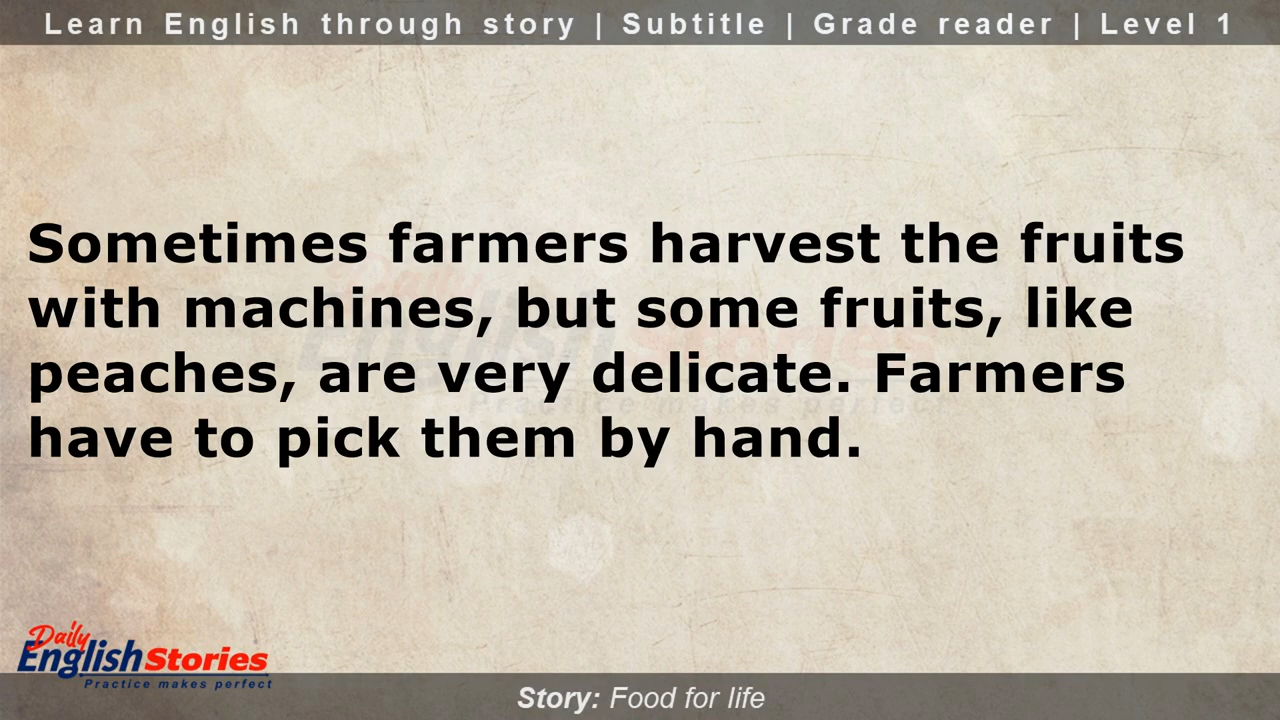 Learn English through story | Subtitle | Grade reader | Level 1
Sometimes farmers harvest the fruits
with machines, but some fruits, like
peaches, are very delicate. Farmers
have to pick them by hand.
Daily
English Stories
Practice makes perfect
Story: Food for life